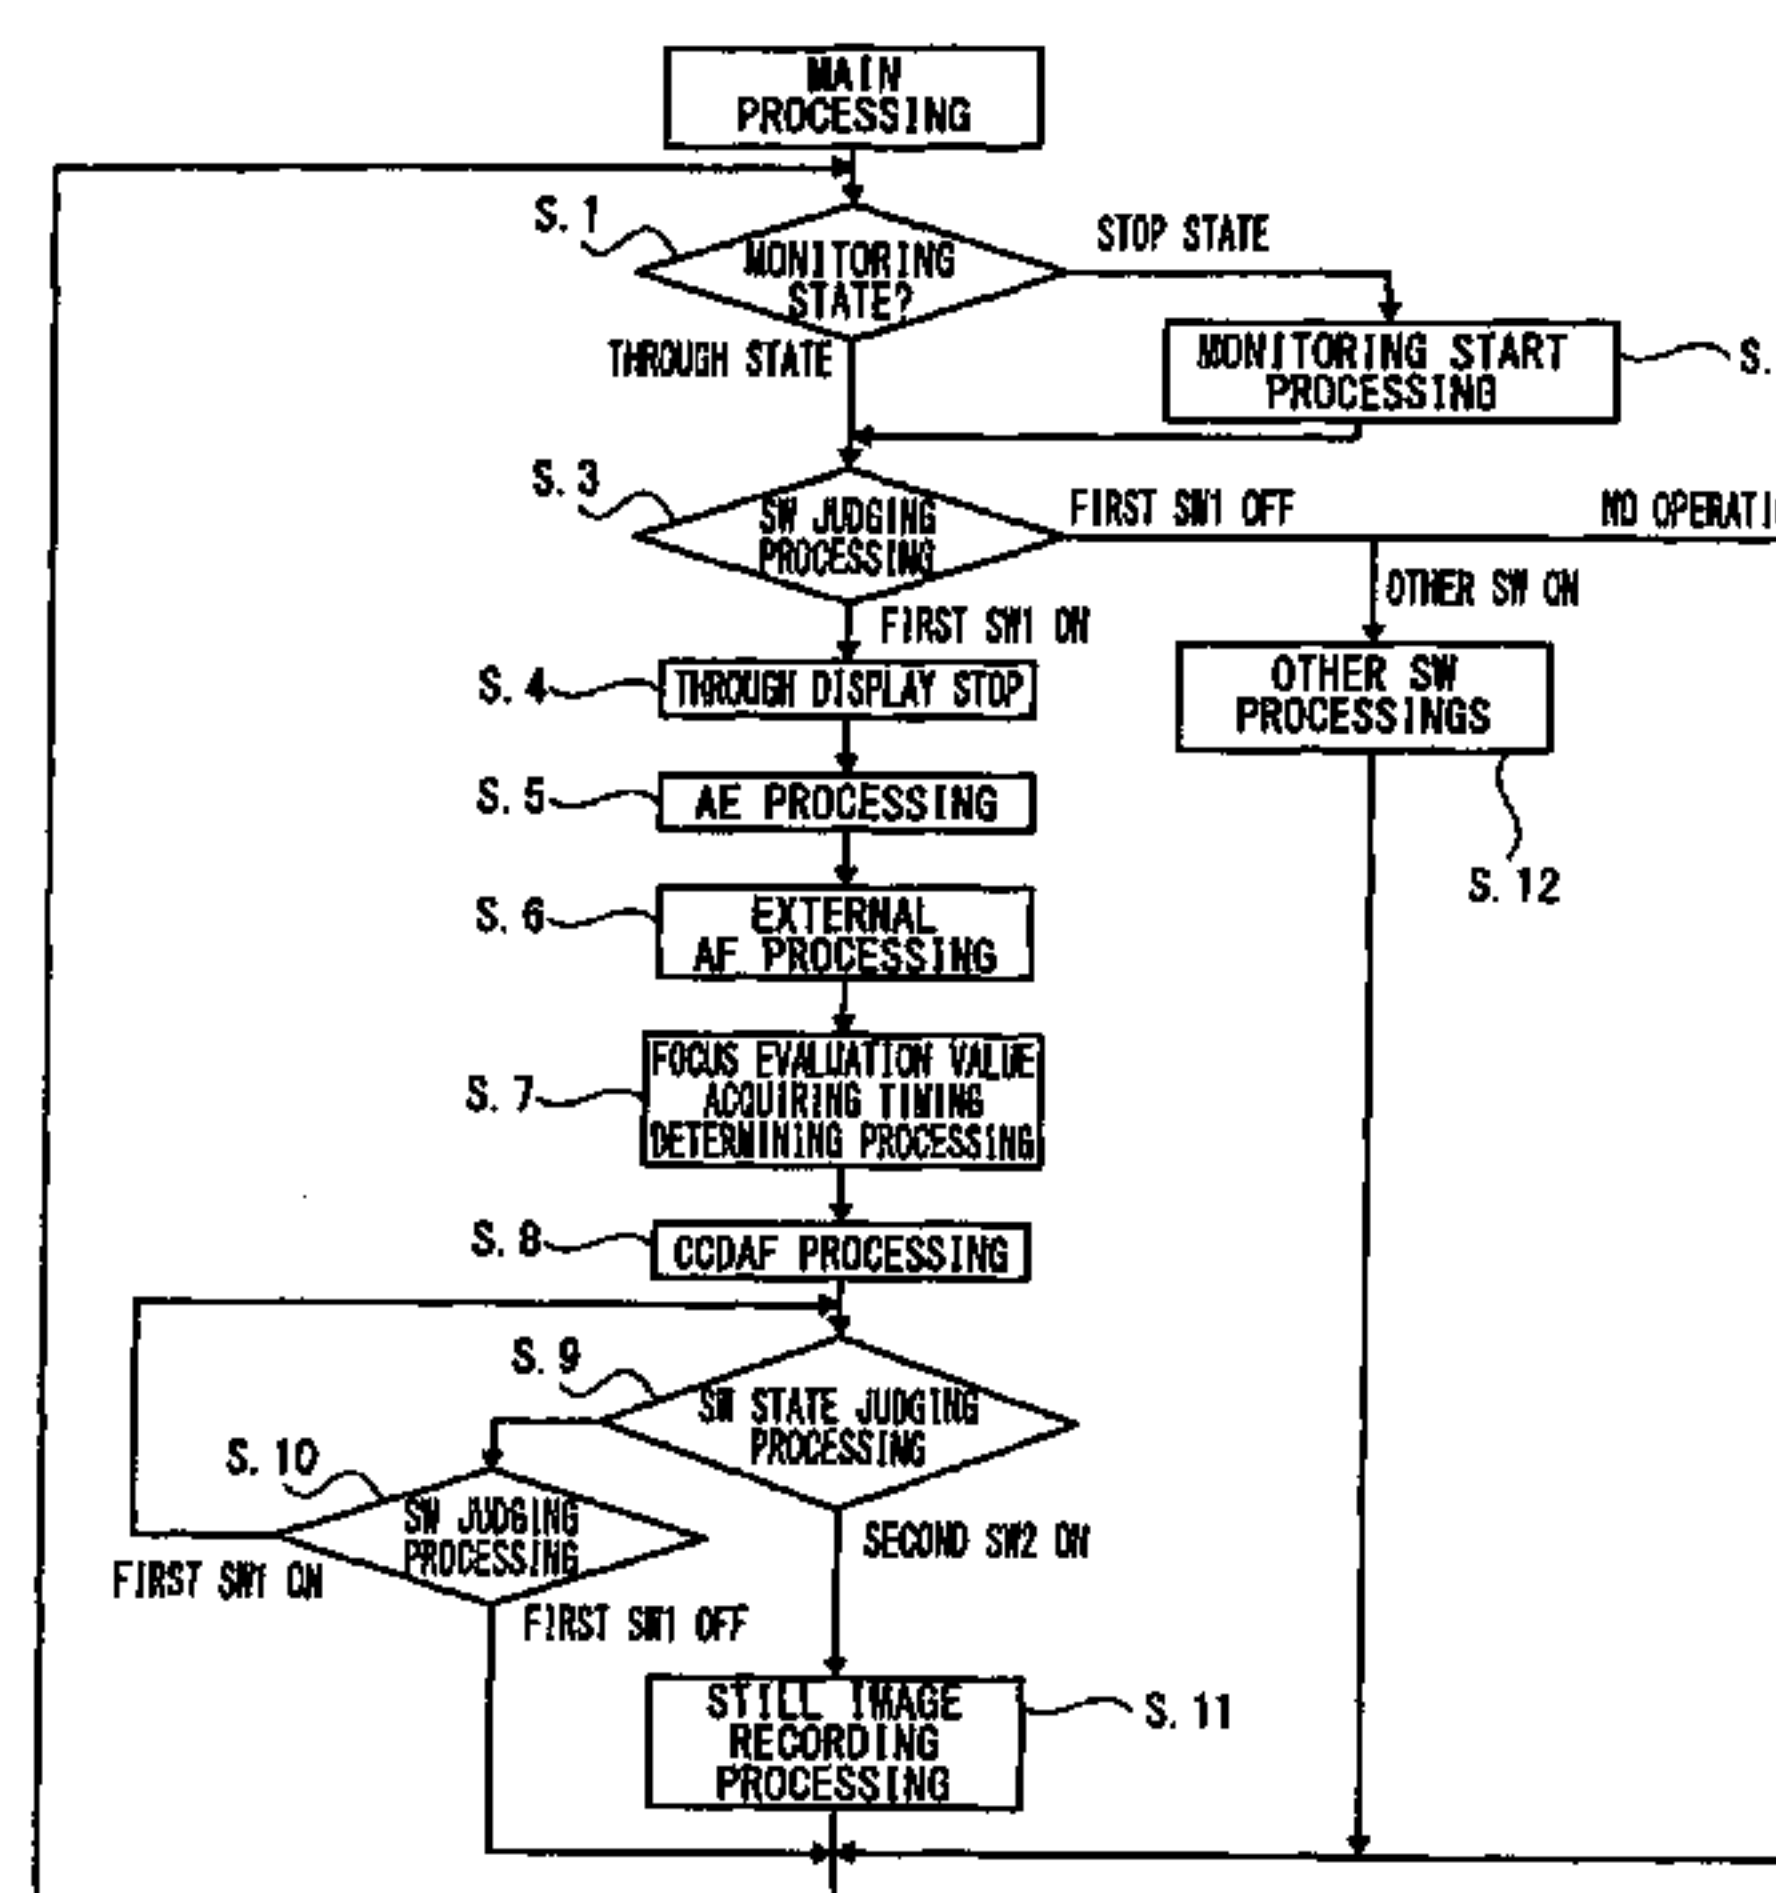 MAIN
PROCESSING
S.1
STOP STATE
MONITORING
STATE?
THROUGH STATE
MONITORING START
PROCESSING
S.
S.3
SW JUDGING
PROCESSING
FIRST SW1 OFF
NO OPERATI
OTHER SW ON
FIRST SW1 ON
S.4
THROUGH DISPLAY STOP
OTHER SW
PROCESSINGS
S.5
AE PROCESSING
S.12
S.6
EXTERNAL
AF PROCESSING
S.7
FOCUS EVALUATION VALUE
ACQUIRING TIMING
DETERMINING PROCESSING
S.8
CCDAF PROCESSING
S.9
SW STATE JUDGING
PROCESSING
S.10
SW JUDGING
PROCESSING
SECOND SW2 ON
FIRST SW1 ON
FIRST SW1 OFF
STILL IMAGE
RECORDING
PROCESSING
S.11